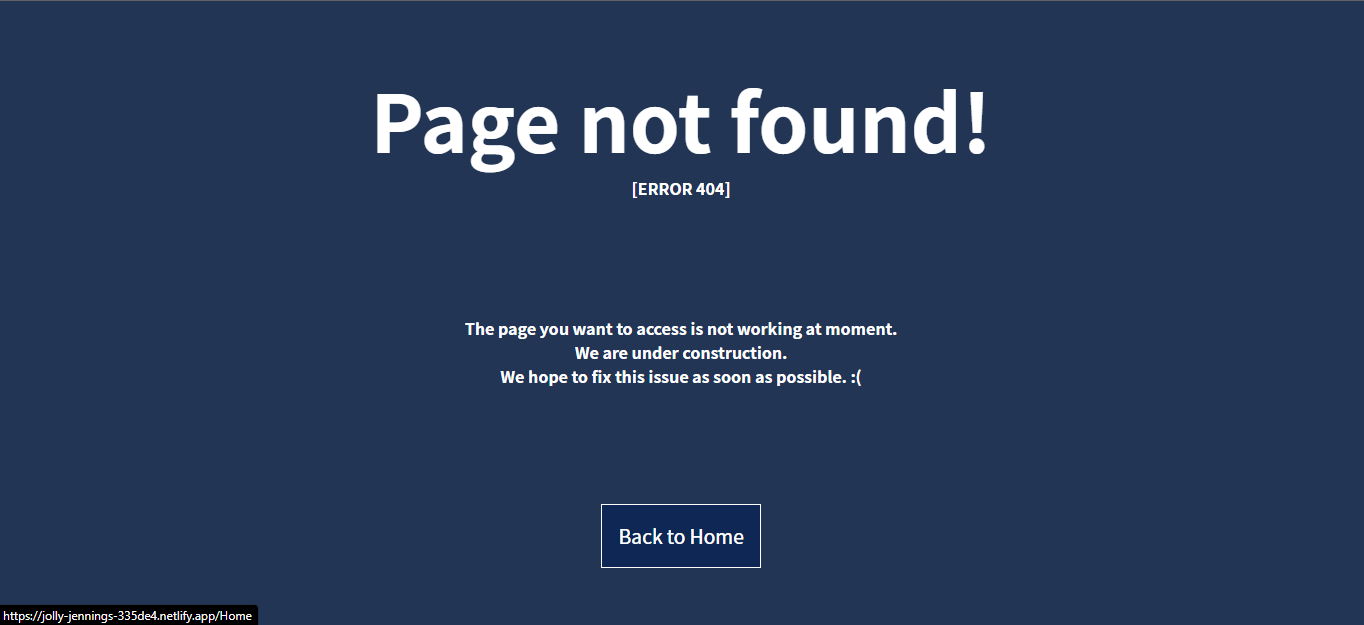 Page not found!
[ERROR 404]
The page you want to access is not working at moment.
We are under construction.
We hope to fix this issue as soon as possible. :(
Back to Home
https://jolly-jennings-335de4.netlify.app/Home